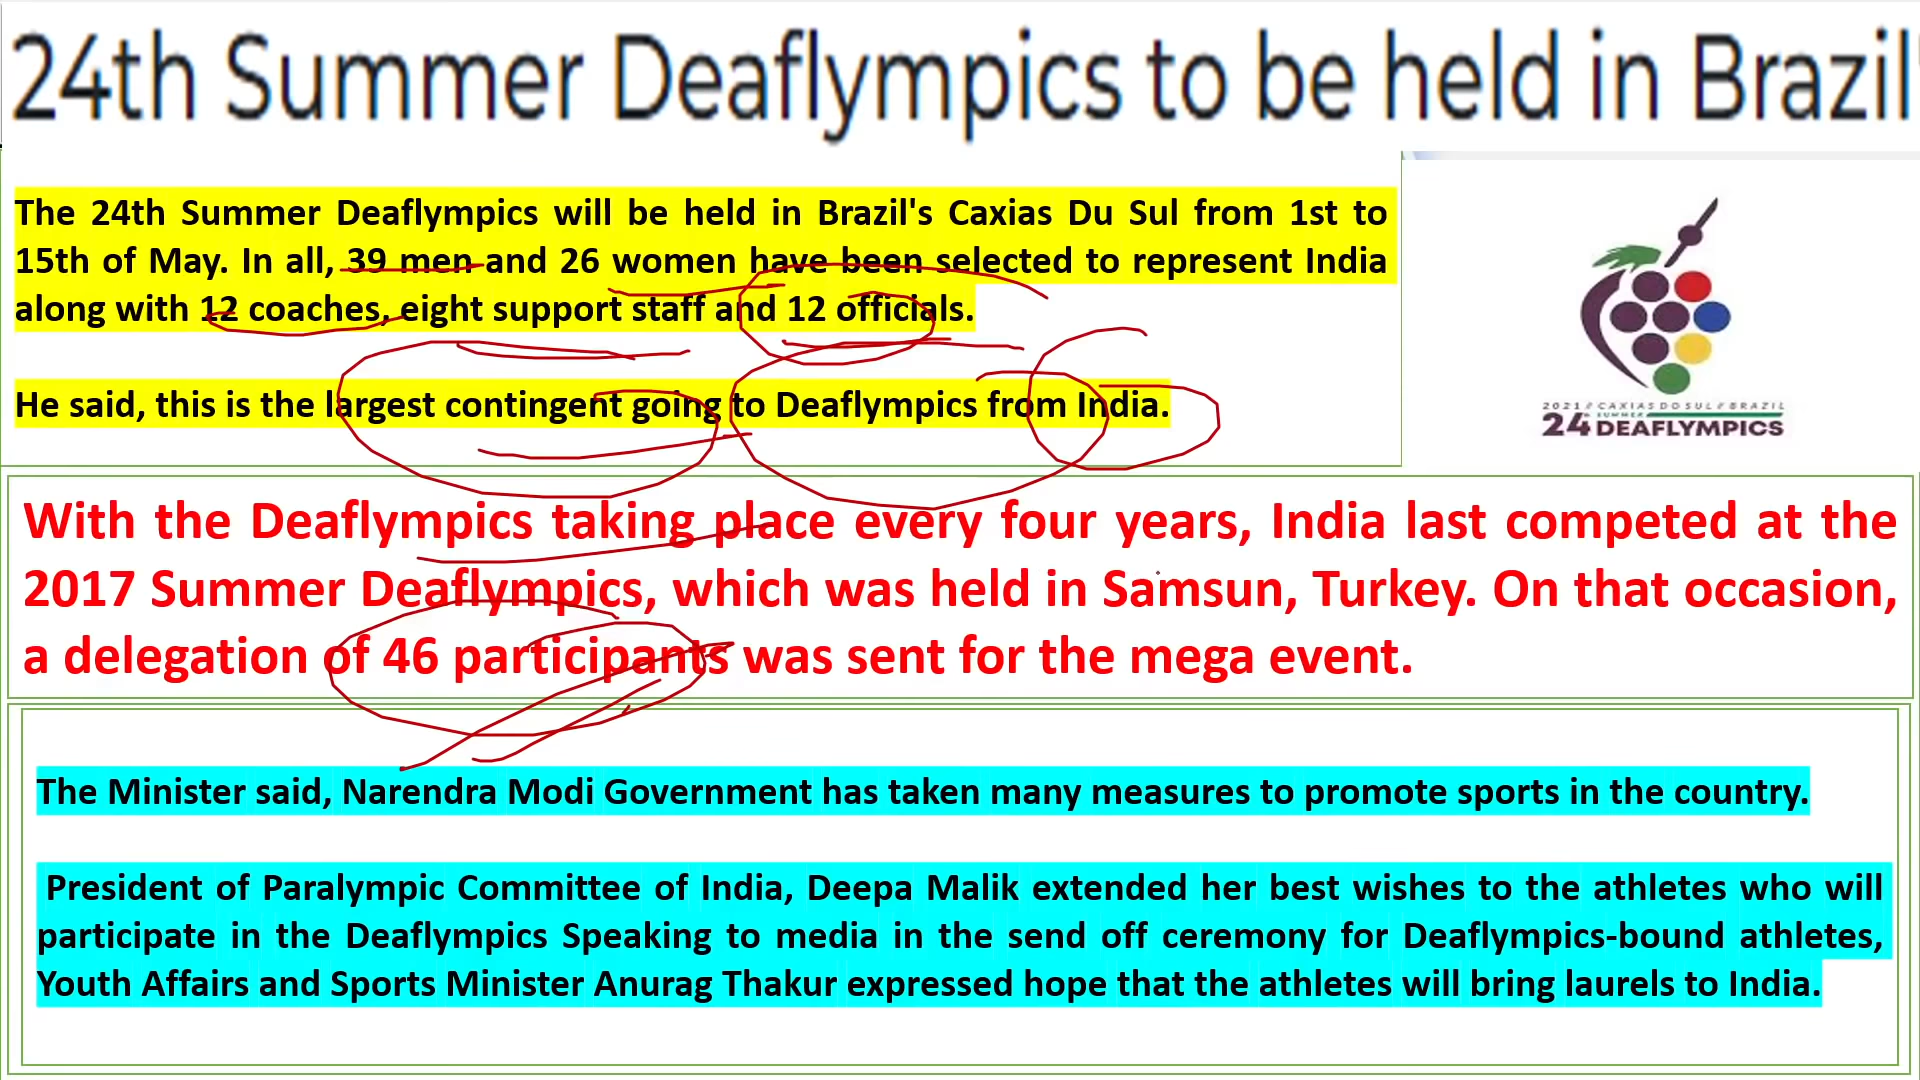 24th Summer Deaflympics to be held in Brazil'
The 24th Summer Deaflympics will be held in Brazil's Caxias Du Sul from 1st to
15th of May. In all, 39 men and 26 women have been selected to represent India
along with 12 coaches, eight support staff and 12 officials.
He said, this is the largest contingent going to Deaflympics from India.
2021 // CAXIAS DO SUL // BRAZIL
SUMMER
24 DEAFLYMPICS
With the Deaflympics taking place every four years, India last competed at the
2017 Summer Deaflympics, which was held in Samsun, Turkey. On that occasion,
a delegation of 46 participants was sent for the mega event.
The Minister said, Narendra Modi Government has taken many measures to promote sports in the country.
President of Paralympic Committee of India, Deepa Malik extended her best wishes to the athletes who will
participate in the Deaflympics Speaking to media in the send off ceremony for Deaflympics-bound athletes,
Youth Affairs and Sports Minister Anurag Thakur expressed hope that the athletes will bring laurels to India.